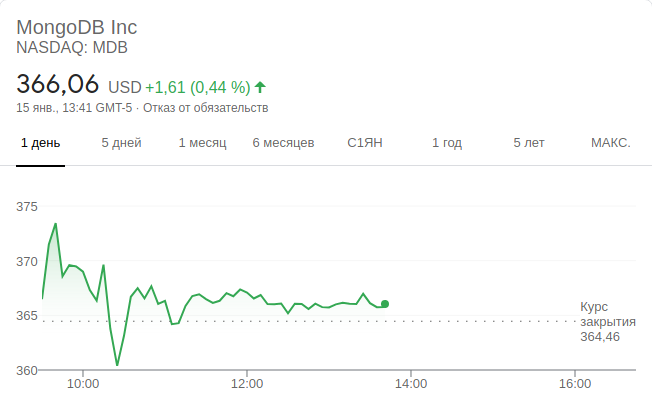 MongoDB Inc
NASDAQ: MDB
366,06 USD +1,61 (0,44 %)
15 янв., 13:41 GMT-5 · Отказ от обязательств
1 день 5 дней 1 месяц 6 месяцев С1ЯН 1 год 5 лет МАКС.
375
370
365
360
Курс
закрытия
364,46
10:00 12:00 14:00 16:00